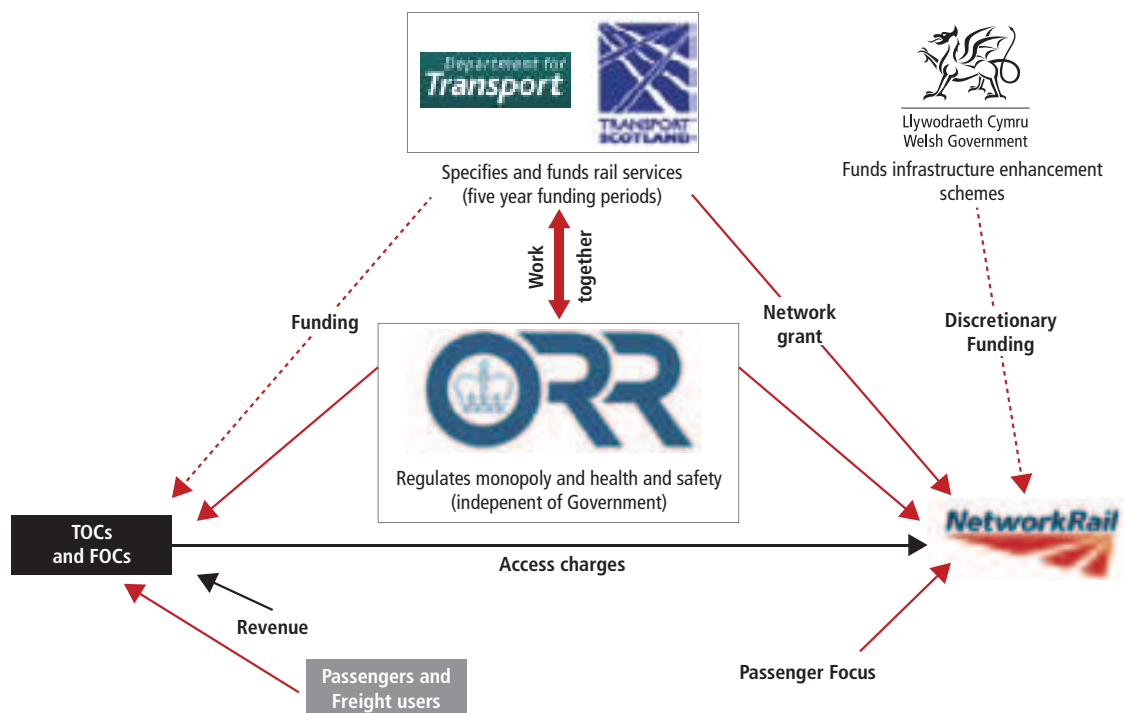 Department for
Transport
TRANSPORT
SCOTLAND
Llywodraeth Cymru
Welsh Government
Specifies and funds rail services
(five year funding periods)
Funds infrastructure enhancement
schemes
Work
together
Funding
Network
grant
Discretionary
Funding
ORR
Regulates monopoly and health and safety
(indepenent of Government)
TOCs
and FOCs
NetworkRail
Access charges
Revenue
Passengers and
Freight users
Passenger Focus